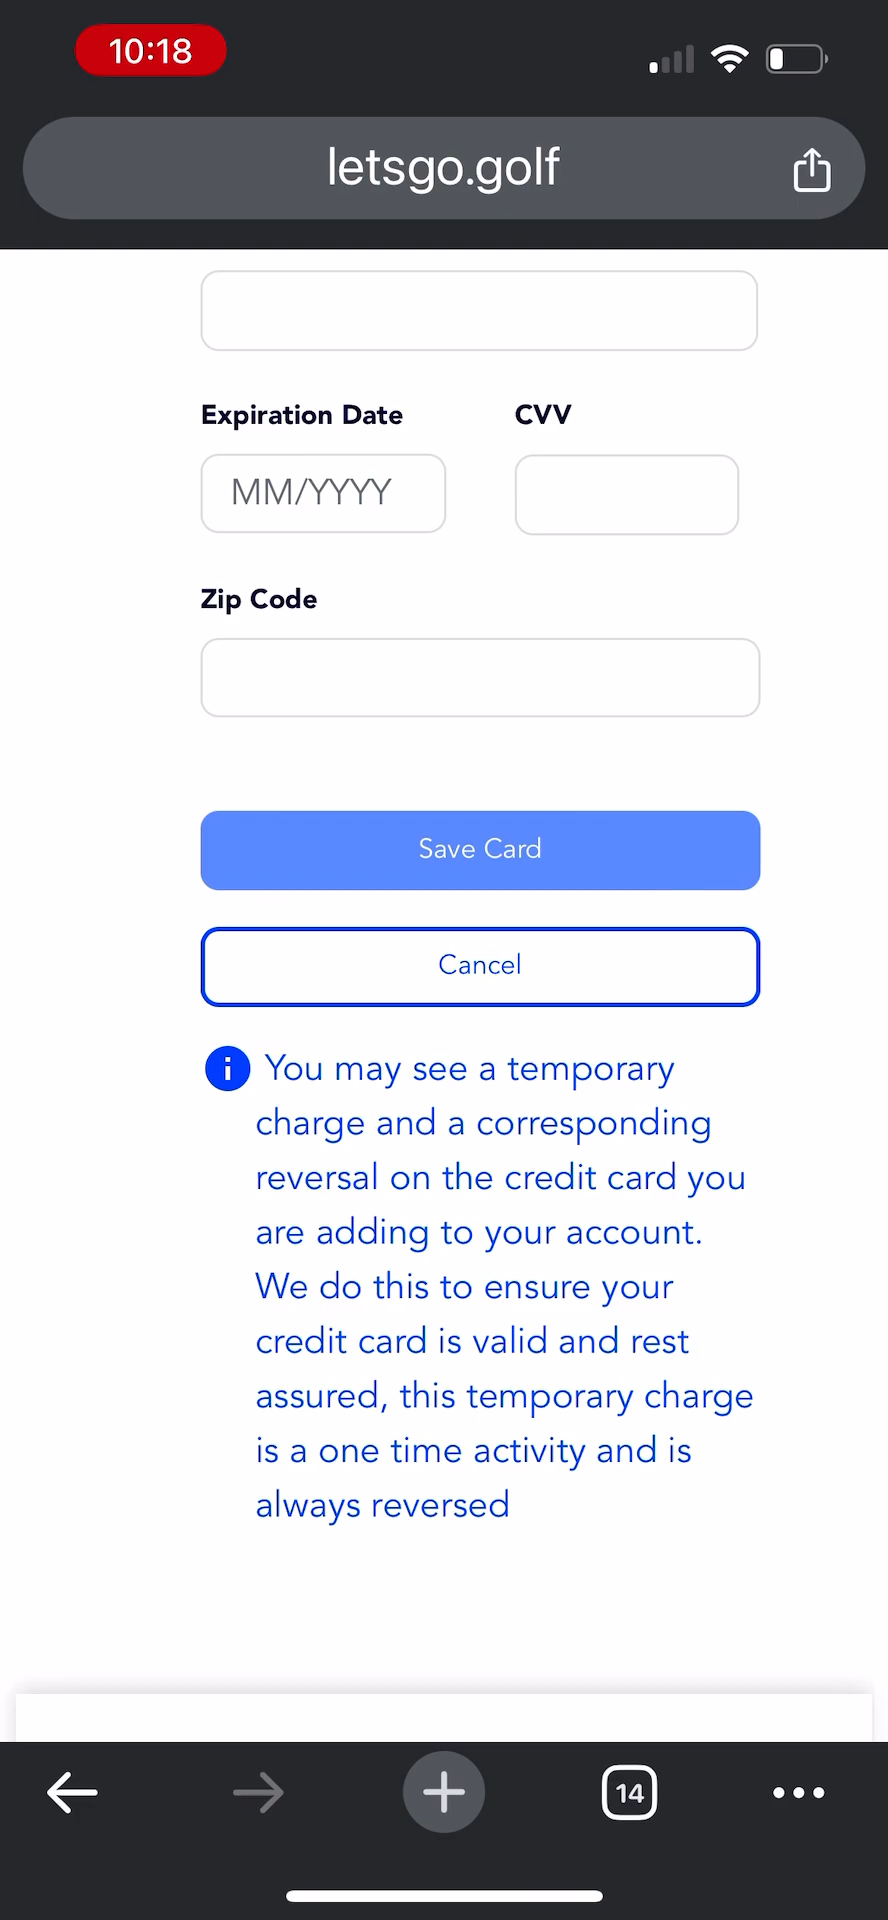 10:18
letsgo.golf
Expiration Date CVV
MM/YYYY
Zip Code
Save Card
Cancel
i You may see a temporary
charge and a corresponding
reversal on the credit card you
are adding to your account.
We do this to ensure your
credit card is valid and rest
assured, this temporary charge
is a one time activity and is
always reversed
14